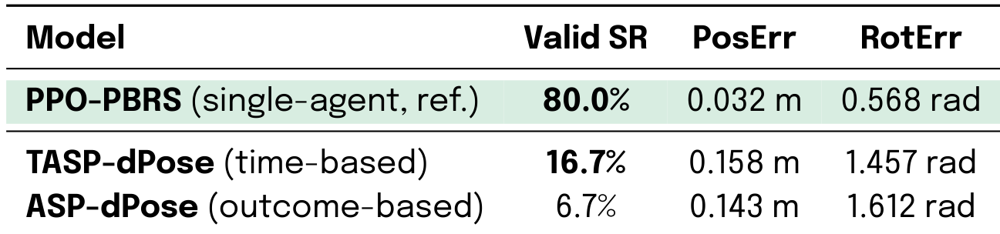 Model Valid SR PosErr RotErr
PPO-PBRS (single-agent, ref.) 80.0% 0.032 m 0.568 rad
TASP-dPose (time-based) 16.7% 0.158 m 1.457 rad
ASP-dPose (outcome-based) 6.7% 0.143 m 1.612 rad